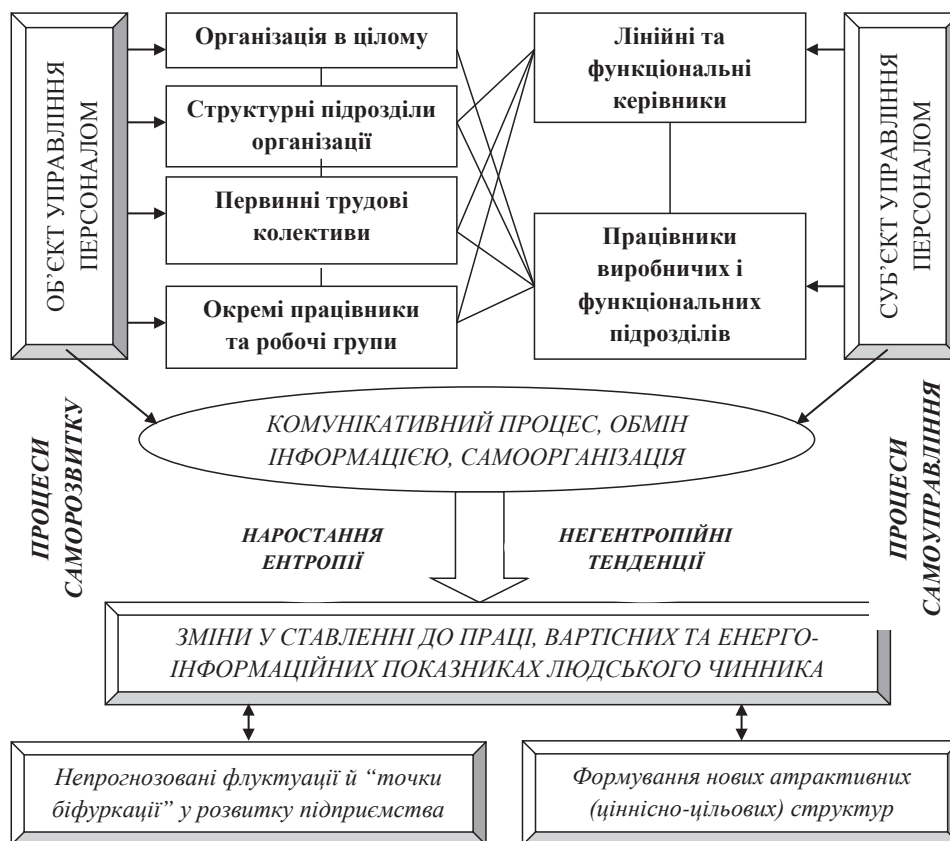 ОБ’ЄКТ УПРАВЛІННЯ
ПЕРСОНАЛОМ
Організація в цілому
Структурні підрозділи
організації
Первинні трудові
колективи
Окремі працівники
та робочі групи
Лінійні та
функціональні
керівники
Працівники
виробничих і
функціональних
підрозділів
СУБ’ЄКТ УПРАВЛІННЯ
ПЕРСОНАЛОМ
ПРОЦЕСИ
САМОРОЗВИТКУ
КОМУНІКАТИВНИЙ ПРОЦЕС, ОБМІН
ІНФОРМАЦІЄЮ, САМООРГАНІЗАЦІЯ
ПРОЦЕСИ
САМОУПРАВЛІННЯ
НАРОСТАННЯ
ЕНТРОПІЇ
НЕГЕНТРОПІЙНІ
ТЕНДЕНЦІЇ
ЗМІНИ У СТАВЛЕННІ ДО ПРАЦІ, ВАРТІСНИХ ТА ЕНЕРГО-
ІНФОРМАЦІЙНИХ ПОКАЗНИКАХ ЛЮДСЬКОГО ЧИННИКА
Непрогнозовані флуктуації й “точки
біфуркації” у розвитку підприємства
Формування нових атрактивних
(ціннісно-цільових) структур